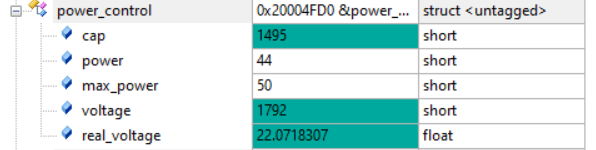 power_control 0x20004FD0 &power_... struct <untagged>
cap 1495 short
power 44 short
max_power 50 short
voltage 1792 short
real_voltage 22.0718307 float